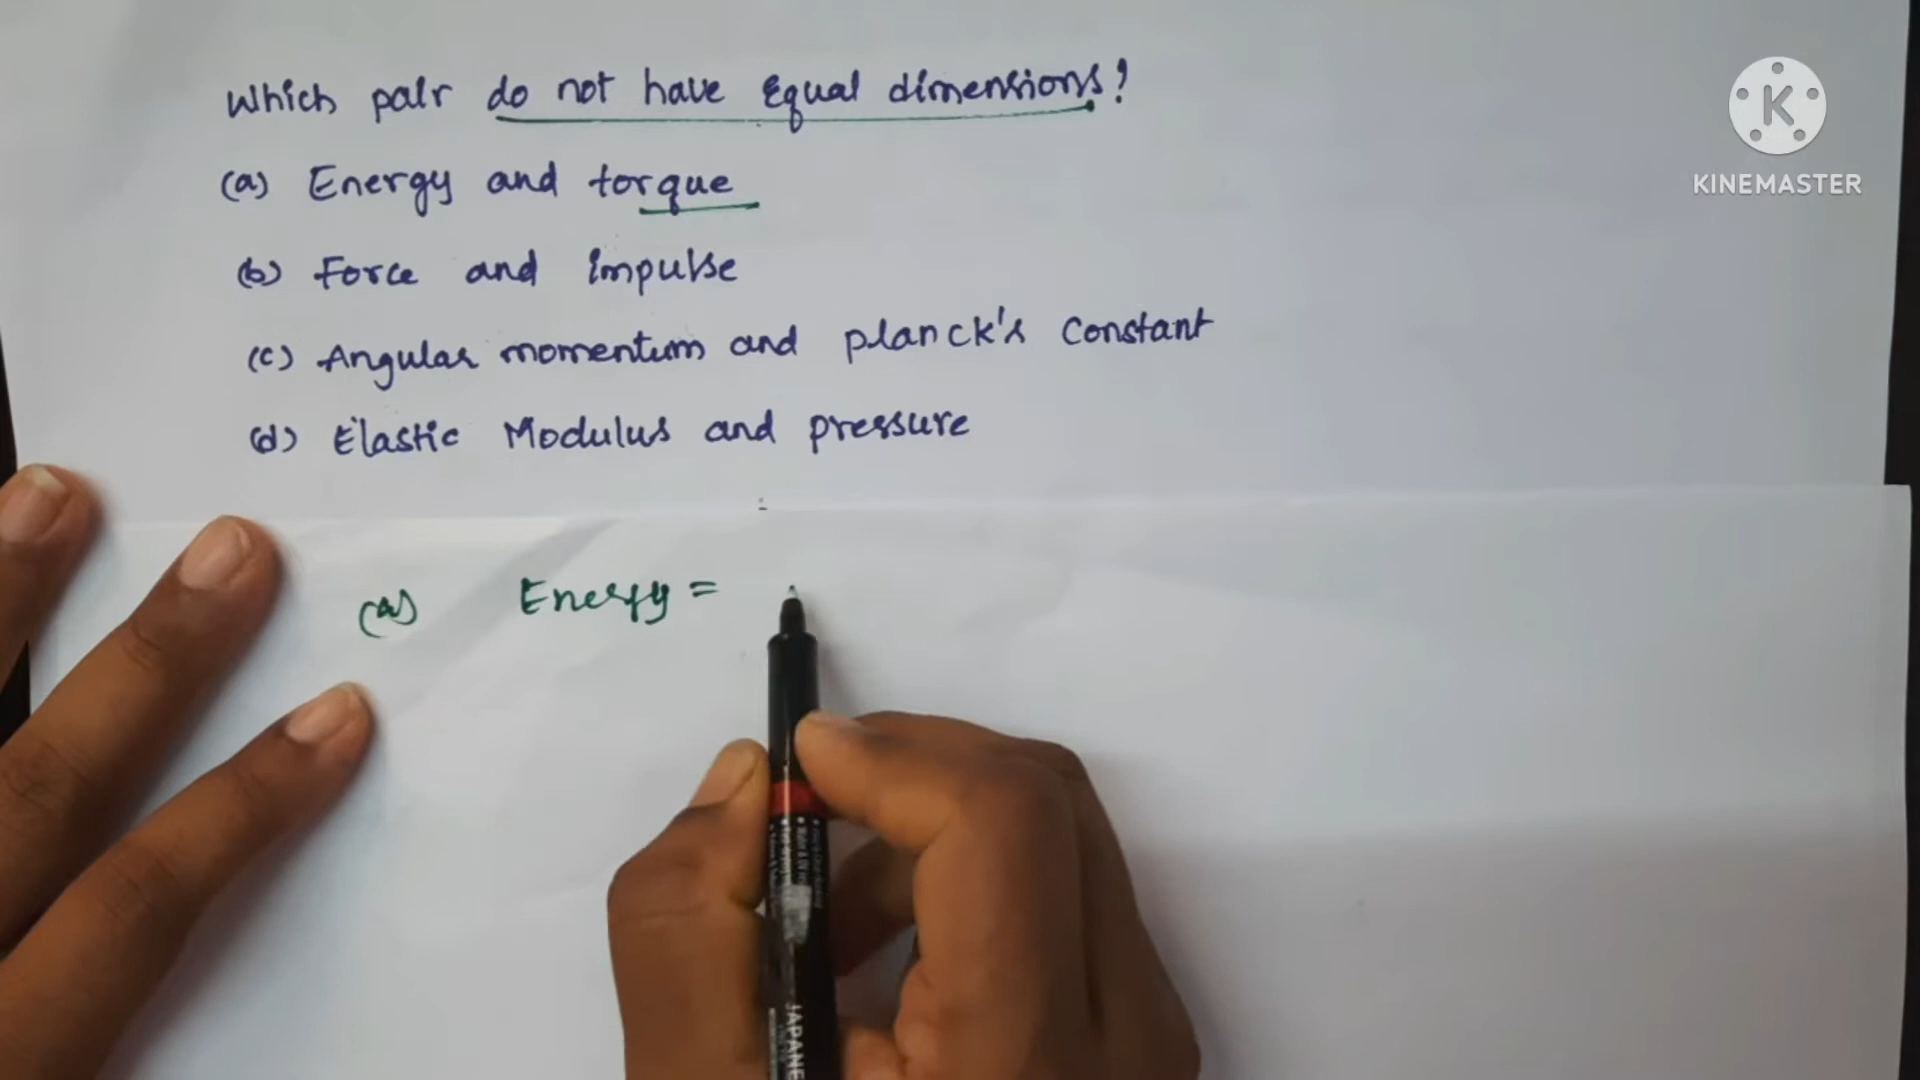 Which pair do not have Equal dimensions?
(a) Energy and torque
(b) Force and impulse
(c) Angular momentum and planck's constant
(d) Elastic Modulus and pressure
(a) Energy =
K
KINEMASTER
JAPANE